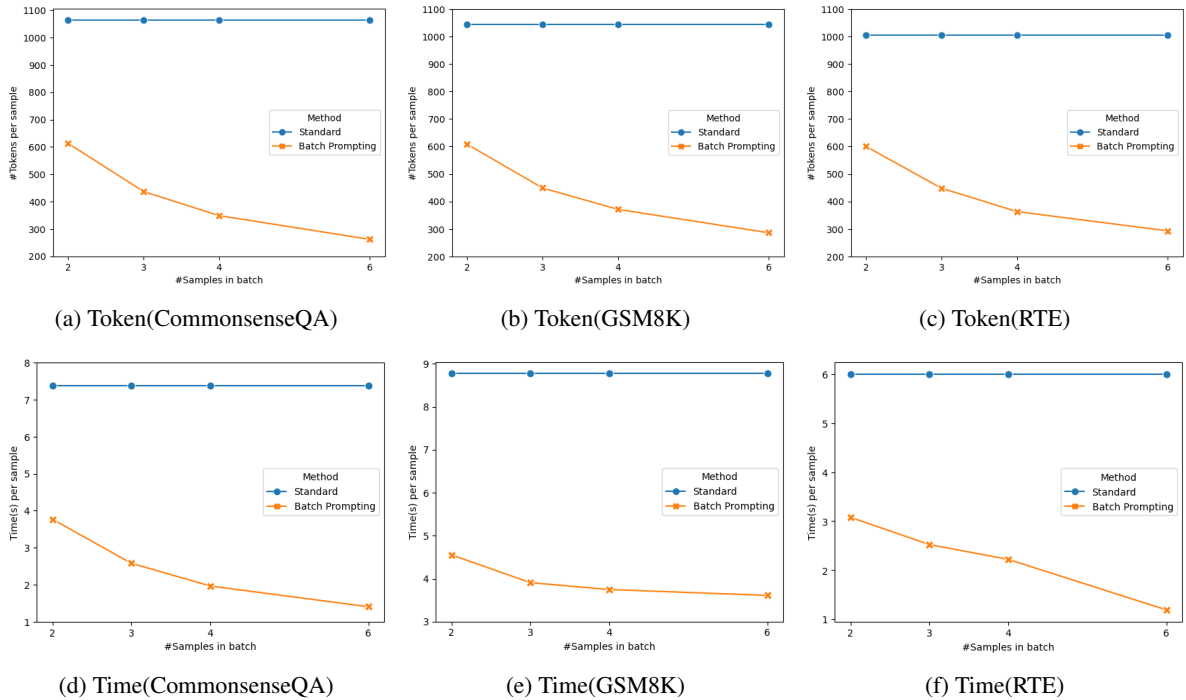 1100
1000
900
800
700
600
500
400
300
200
#Tokens per sample
Method
Standard
Batch Prompting
2 3 4 6
#Samples in batch
(a) Token(CommonsenseQA)
1100
1000
900
800
700
600
500
400
300
200
#Tokens per sample
Method
Standard
Batch Prompting
2 3 4 6
#Samples in batch
(b) Token(GSM8K)
1100
1000
900
800
700
600
500
400
300
200
#Tokens per sample
Method
Standard
Batch Prompting
2 3 4 6
#Samples in batch
(c) Token(RTE)
8
7
6
5
4
3
2
1
Time(s) per sample
Method
Standard
Batch Prompting
2 3 4 6
#Samples in batch
(d) Time(CommonsenseQA)
9
8
7
6
5
4
3
Time(s) per sample
Method
Standard
Batch Prompting
2 3 4 6
#Samples in batch
(e) Time(GSM8K)
6
5
4
3
2
1
Time(s) per sample
Method
Standard
Batch Prompting
2 3 4 6
#Samples in batch
(f) Time(RTE)